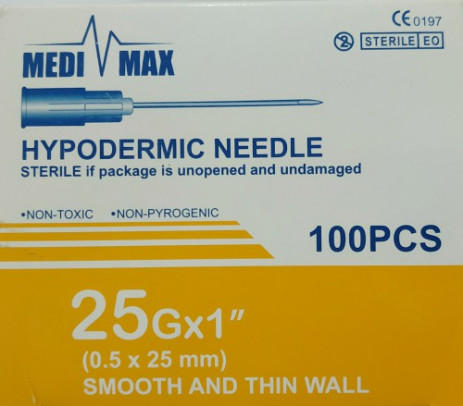 CE 0197
MEDI MAX
2 STERILE EO
HYPODERMIC NEEDLE
STERILE if package is unopened and undamaged
•NON-TOXIC •NON-PYROGENIC
100PCS
25Gx1"
(0.5 x 25 mm)
SMOOTH AND THIN WALL